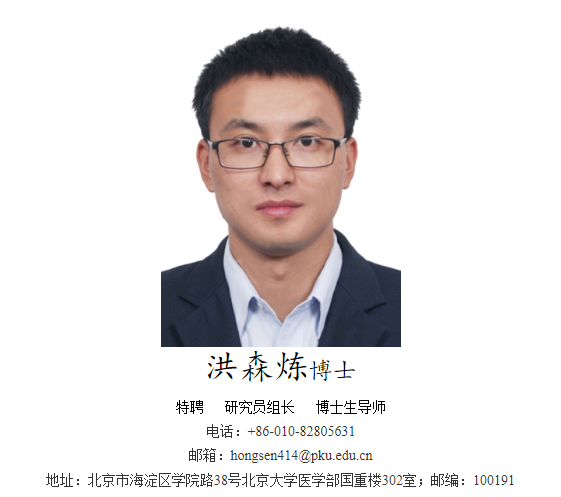 洪森炼博士
特聘 研究员组长 博士生导师
电话：+86-010-82805631
邮箱：hongsen414@pku.edu.cn
地址：北京市海淀区学院路38号北京大学医学部国重楼302室；邮编：100191